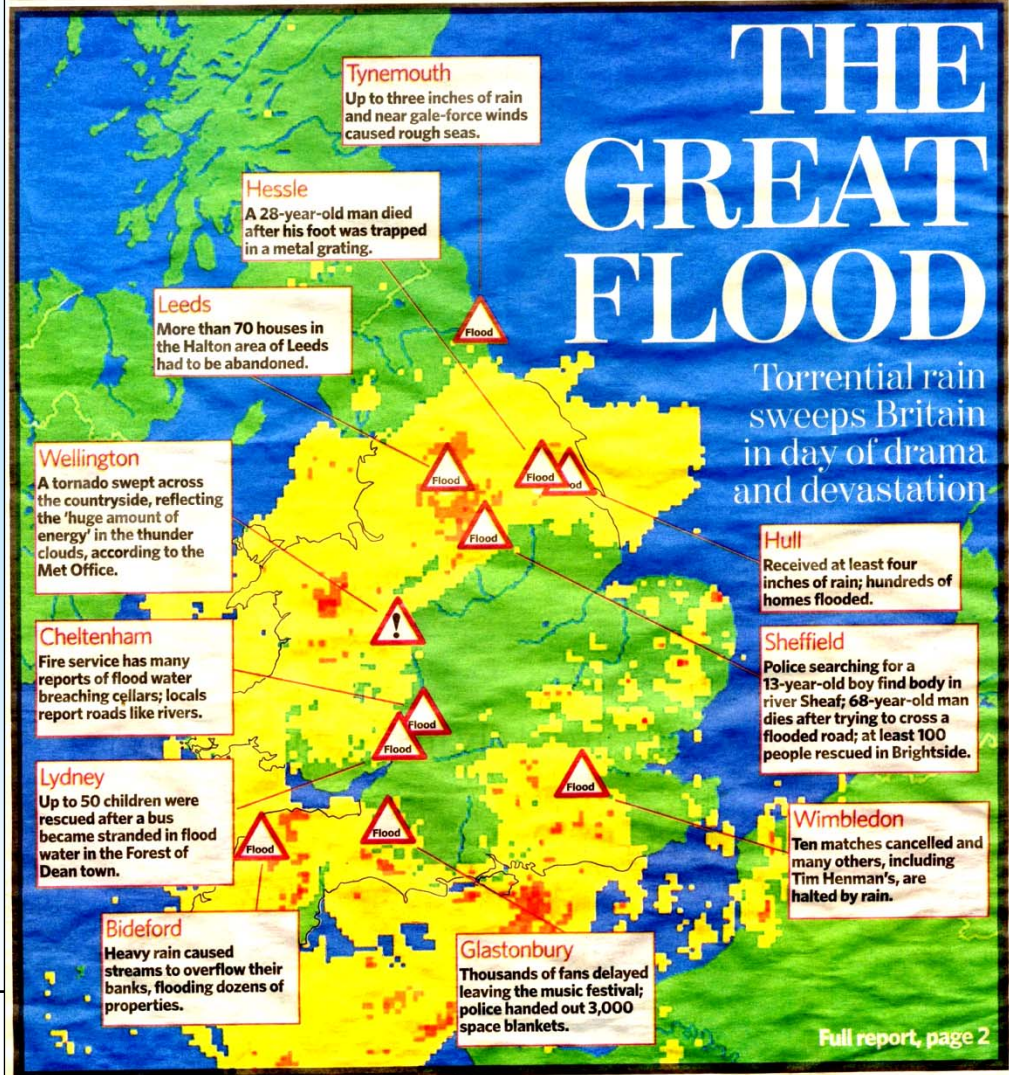 THE
GREAT
FLOOD
Torrential rain
sweeps Britain
in day of drama
and devastation
Tynemouth
Up to three inches of rain
and near gale-force winds
caused rough seas.
Hessle
A 28-year-old man died
after his foot was trapped
in a metal grating.
Leeds
More than 70 houses in
the Halton area of Leeds
had to be abandoned.
Wellington
A tornado swept across
the countryside, reflecting
the ‘huge amount of
energy’ in the thunder
clouds, according to the
Met Office.
Cheltenham
Fire service has many
reports of flood water
breaching cellars; locals
report roads like rivers.
Lydney
Up to 50 children were
rescued after a bus
became stranded in flood
water in the Forest of
Dean town.
Bideford
Heavy rain caused
streams to overflow their
banks, flooding dozens of
properties.
Glastonbury
Thousands of fans delayed
leaving the music festival;
police handed out 3,000
space blankets.
Hull
Received at least four
inches of rain; hundreds of
homes flooded.
Sheffield
Police searching for a
13-year-old boy find body in
river Sheaf; 68-year-old man
dies after trying to cross a
flooded road; at least 100
people rescued in Brightside.
Wimbledon
Ten matches cancelled and
many others, including
Tim Henman's, are
halted by rain.
Flood
Flood
Flood
ood
Flood
!
Flood
Flood
Flood
Flood
Flood
Full report, page 2